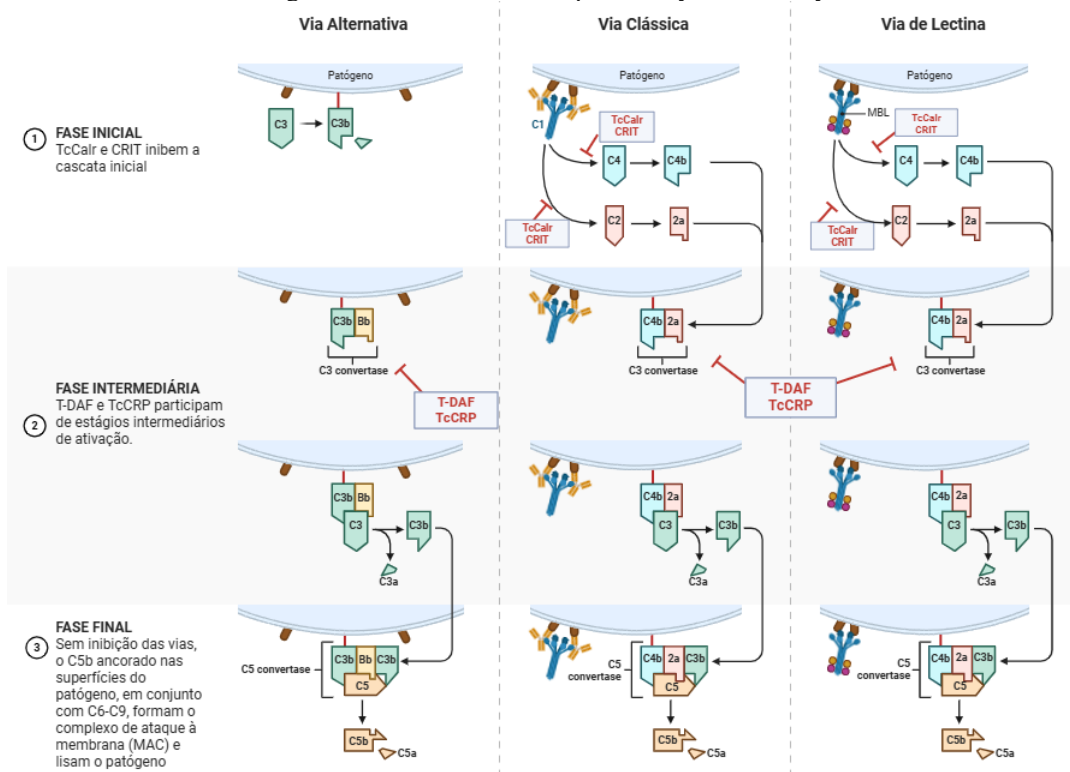 Via Alternativa
Via Clássica
Via de Lectina
1
FASE INICIAL
TcCalr e CRIT inibem a
cascata inicial
Patógeno
C3
C3b
Patógeno
C1
TcCalr
CRIT
C4
C4b
TcCalr
CRIT
C2
2a
Patógeno
MBL
TcCalr
CRIT
C4
C4b
TcCalr
CRIT
C2
2a
2
FASE INTERMEDIÁRIA
T-DAF e TcCRP participam
de estágios intermediários
de ativação.
C3b
Bb
C3 convertase
T-DAF
TcCRP
C4b
2a
C3 convertase
T-DAF
TcCRP
C4b
2a
C3 convertase
C3b
Bb
C3
C3b
C3a
C4b
2a
C3
C3b
C3a
C4b
2a
C3
C3b
C3a
3
FASE FINAL
Sem inibição das vias,
o C5b ancorado nas
superfícies do
patógeno, em conjunto
com C6-C9, formam o
complexo de ataque à
membrana (MAC) e
lisam o patógeno
C5 convertase
C3b
Bb
C3b
C5
C5b
C5a
C5
convertase
C4b
2a
C3b
C5
C5b
C5a
C5
convertase
C4b
2a
C3b
C5
C5b
C5a